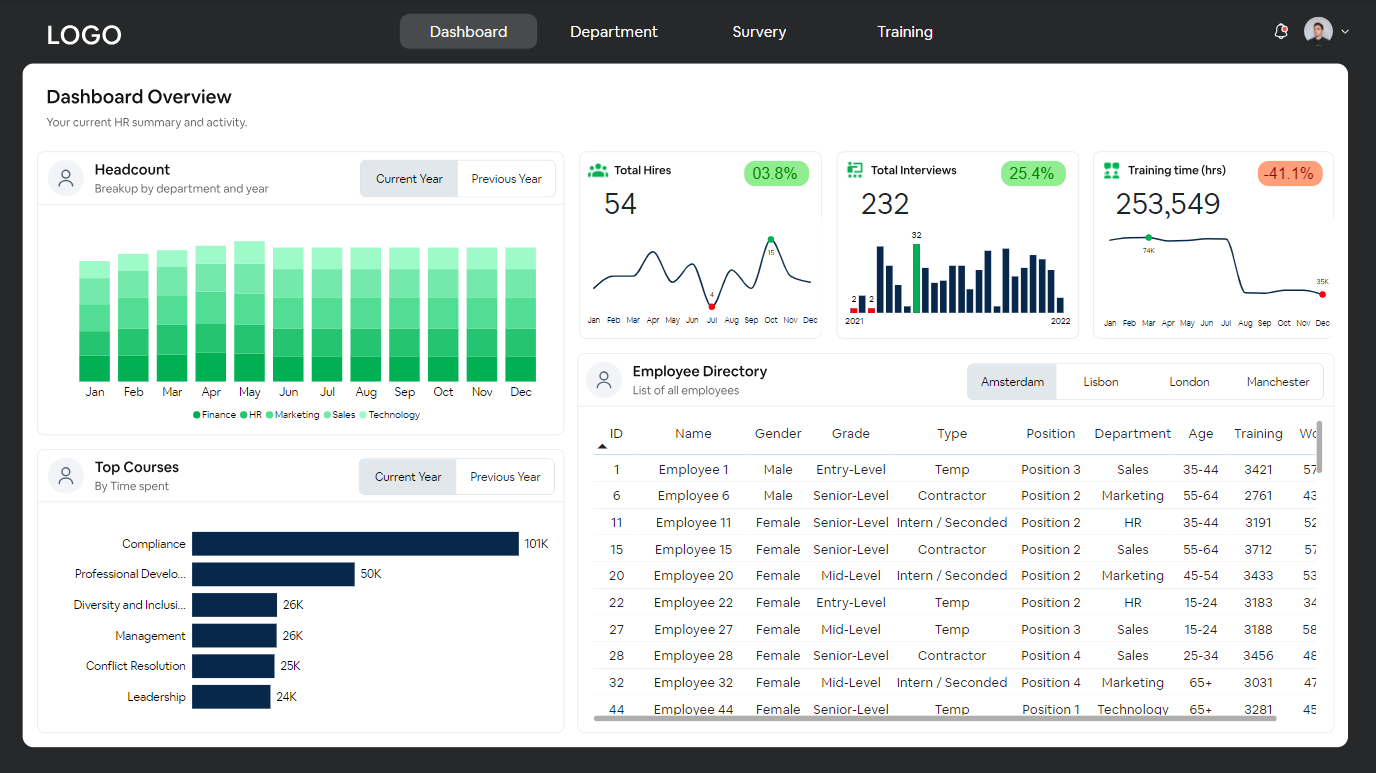 LOGO
Dashboard
Department
Survery
Training
Dashboard Overview
Your current HR summary and activity.
Headcount
Breakup by department and year
Current Year
Previous Year
Jan Feb Mar Apr May Jun Jul Aug Sep Oct Nov Dec
Finance HR Marketing Sales Technology
Total Hires
03.8%
54
15
4
Jan Feb Mar Apr May Jun Jul Aug Sep Oct Nov Dec
Total Interviews
25.4%
232
32
2 2
2021 2022
Training time (hrs)
-41.1%
253,549
74K
35K
Jan Feb Mar Apr May Jun Jul Aug Sep Oct Nov Dec
Top Courses
By Time spent
Current Year
Previous Year
Compliance 101K
Professional Develo... 50K
Diversity and Inclusi... 26K
Management 26K
Conflict Resolution 25K
Leadership 24K
Employee Directory
List of all employees
Amsterdam
Lisbon
London
Manchester
ID Name Gender Grade Type Position Department Age Training Wo
1 Employee 1 Male Entry-Level Temp Position 3 Sales 35-44 3421 57
6 Employee 6 Male Senior-Level Contractor Position 2 Marketing 55-64 2761 43
11 Employee 11 Female Senior-Level Intern / Seconded Position 2 HR 35-44 3191 52
15 Employee 15 Female Senior-Level Contractor Position 2 Sales 55-64 3712 57
20 Employee 20 Female Mid-Level Intern / Seconded Position 2 Marketing 45-54 3433 53
22 Employee 22 Female Entry-Level Temp Position 2 HR 15-24 3183 34
27 Employee 27 Female Mid-Level Temp Position 3 Sales 15-24 3188 58
28 Employee 28 Female Senior-Level Contractor Position 4 Sales 25-34 3456 48
32 Employee 32 Female Mid-Level Intern / Seconded Position 4 Marketing 65+ 3031 47
44 Employee 44 Female Senior-Level Temp Position 1 Technology 65+ 3281 45